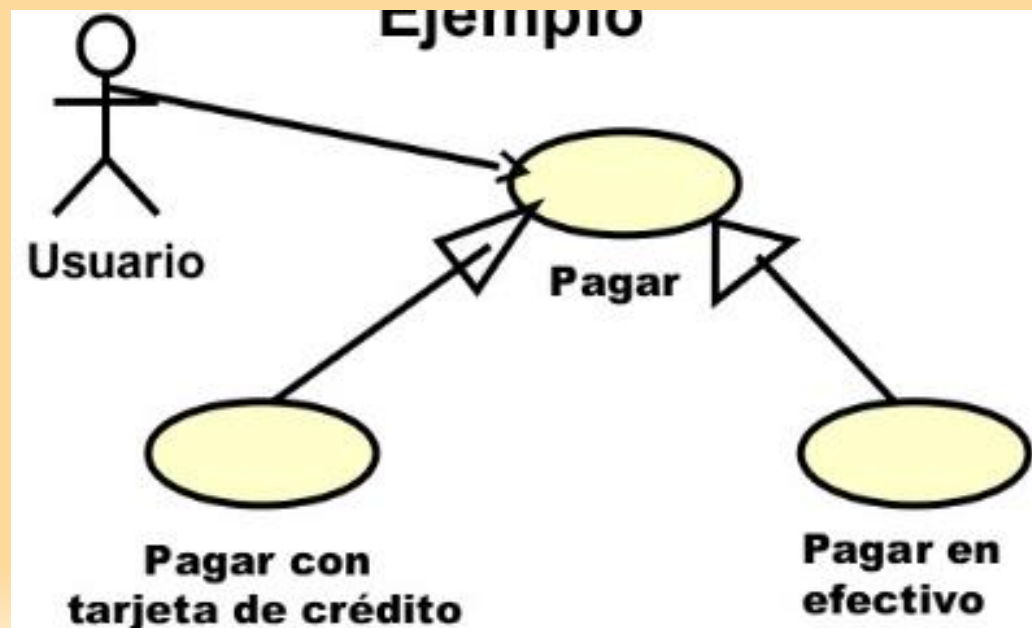 Ejemplo
Usuario
Pagar
Pagar con
tarjeta de crédito
Pagar en
efectivo